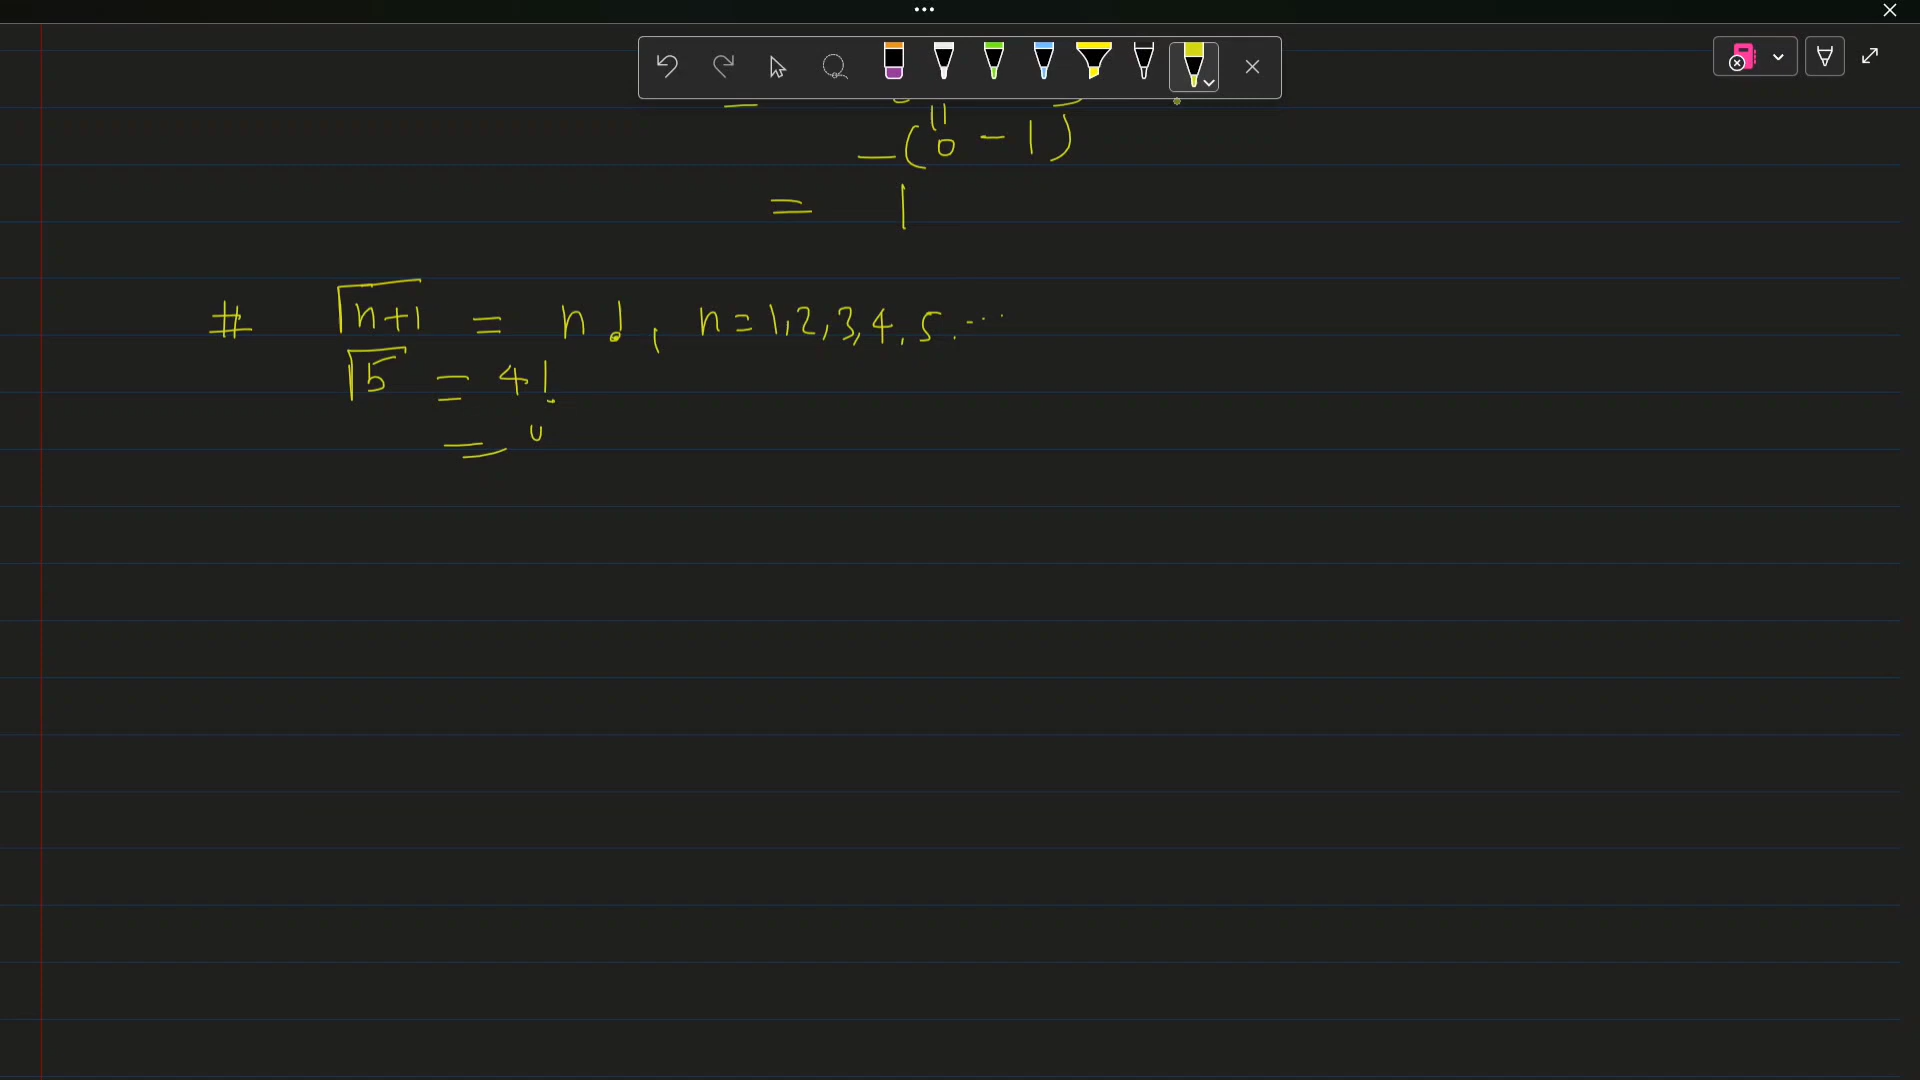 -(0 - 1)
= 1
# Γn+1 = n!, n = 1, 2, 3, 4, 5...
Γ5 = 4!
=